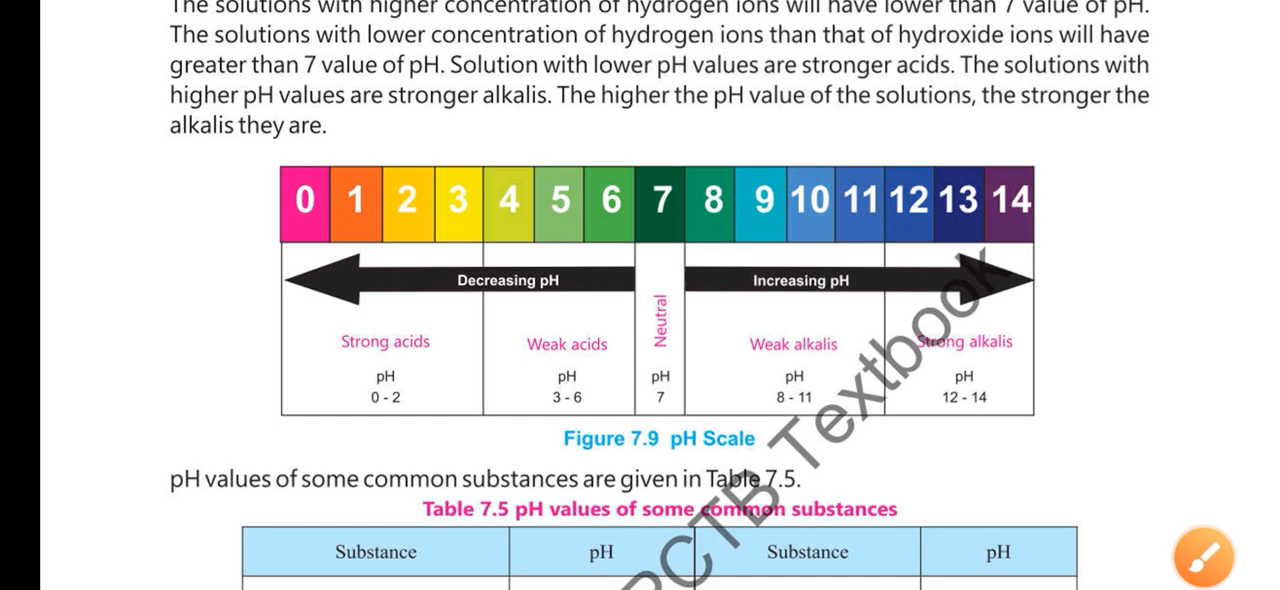 The solutions with higher concentration of hydrogen ions will have lower than 7 value of pH.
The solutions with lower concentration of hydrogen ions than that of hydroxide ions will have
greater than 7 value of pH. Solution with lower pH values are stronger acids. The solutions with
higher pH values are stronger alkalis. The higher the pH value of the solutions, the stronger the
alkalis they are.
0 1 2 3 4 5 6 7 8 9 10 11 12 13 14
Decreasing pH
Increasing pH
Strong acids
pH
0 - 2
Weak acids
pH
3 - 6
Neutral
pH
7
Weak alkalis
pH
8 - 11
Strong alkalis
pH
12 - 14
Figure 7.9 pH Scale
pH values of some common substances are given in Table 7.5.
Table 7.5 pH values of some common substances
Substance pH Substance pH
PCTB Textbook